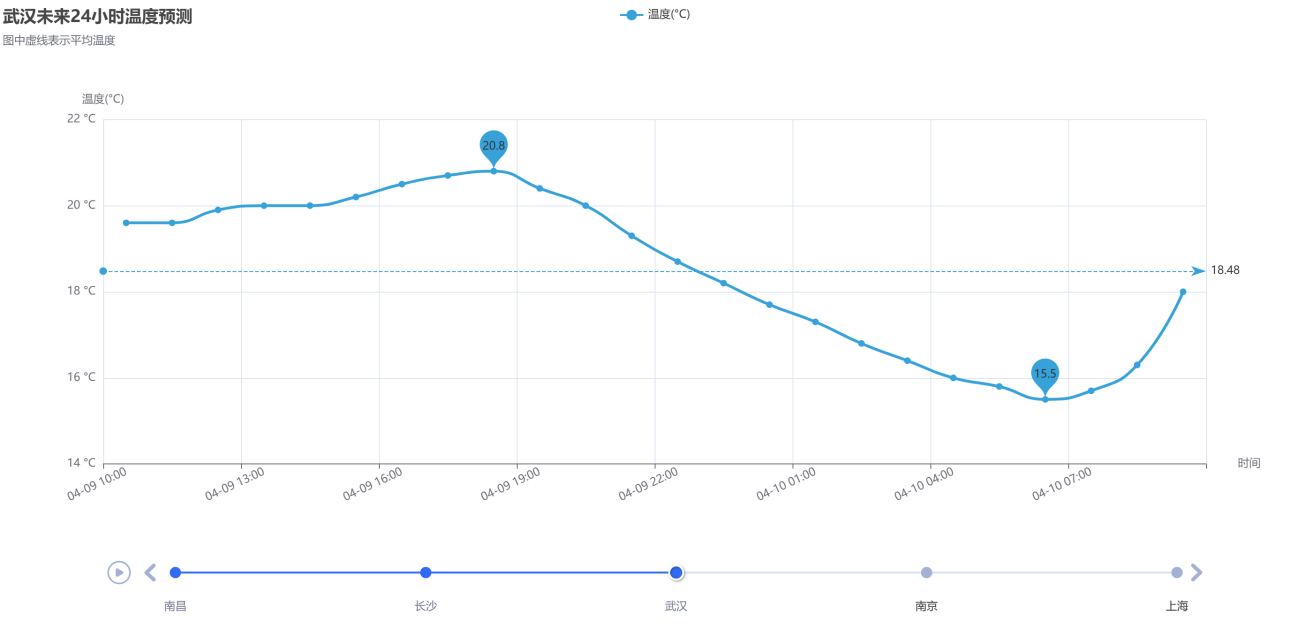 武汉未来24小时温度预测
图中虚线表示平均温度
温度(°C)
温度(°C)
22 °C
20 °C
18 °C
16 °C
14 °C
20.8
18.48
15.5
04-09 10:00
04-09 13:00
04-09 16:00
04-09 19:00
04-09 22:00
04-10 01:00
04-10 04:00
04-10 07:00
时间
南昌
长沙
武汉
南京
上海